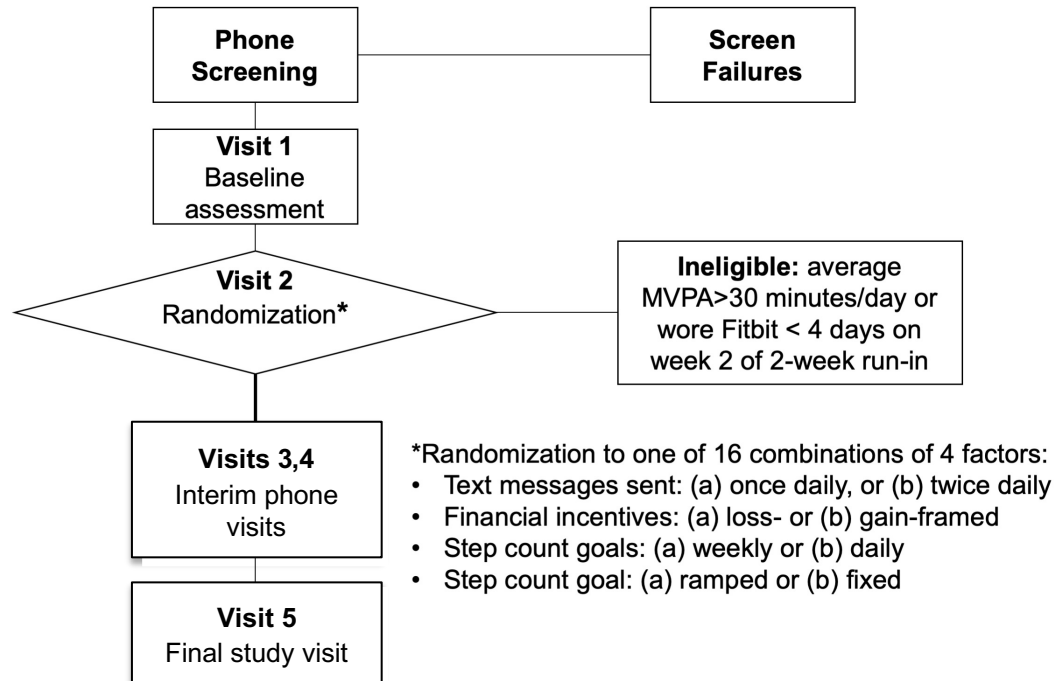 Phone
Screening
Screen
Failures
Visit 1
Baseline
assessment
Visit 2
Randomization*
Ineligible: average
MVPA>30 minutes/day or
wore Fitbit < 4 days on
week 2 of 2-week run-in
Visits 3,4
Interim phone
visits
*Randomization to one of 16 combinations of 4 factors:
• Text messages sent: (a) once daily, or (b) twice daily
• Financial incentives: (a) loss- or (b) gain-framed
• Step count goals: (a) weekly or (b) daily
• Step count goal: (a) ramped or (b) fixed
Visit 5
Final study visit